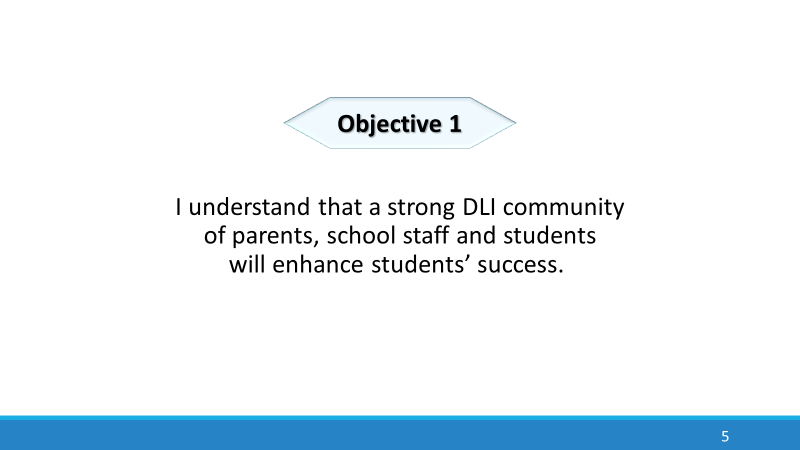 Objective 1
I understand that a strong DLI community
of parents, school staff and students
will enhance students’ success.
5